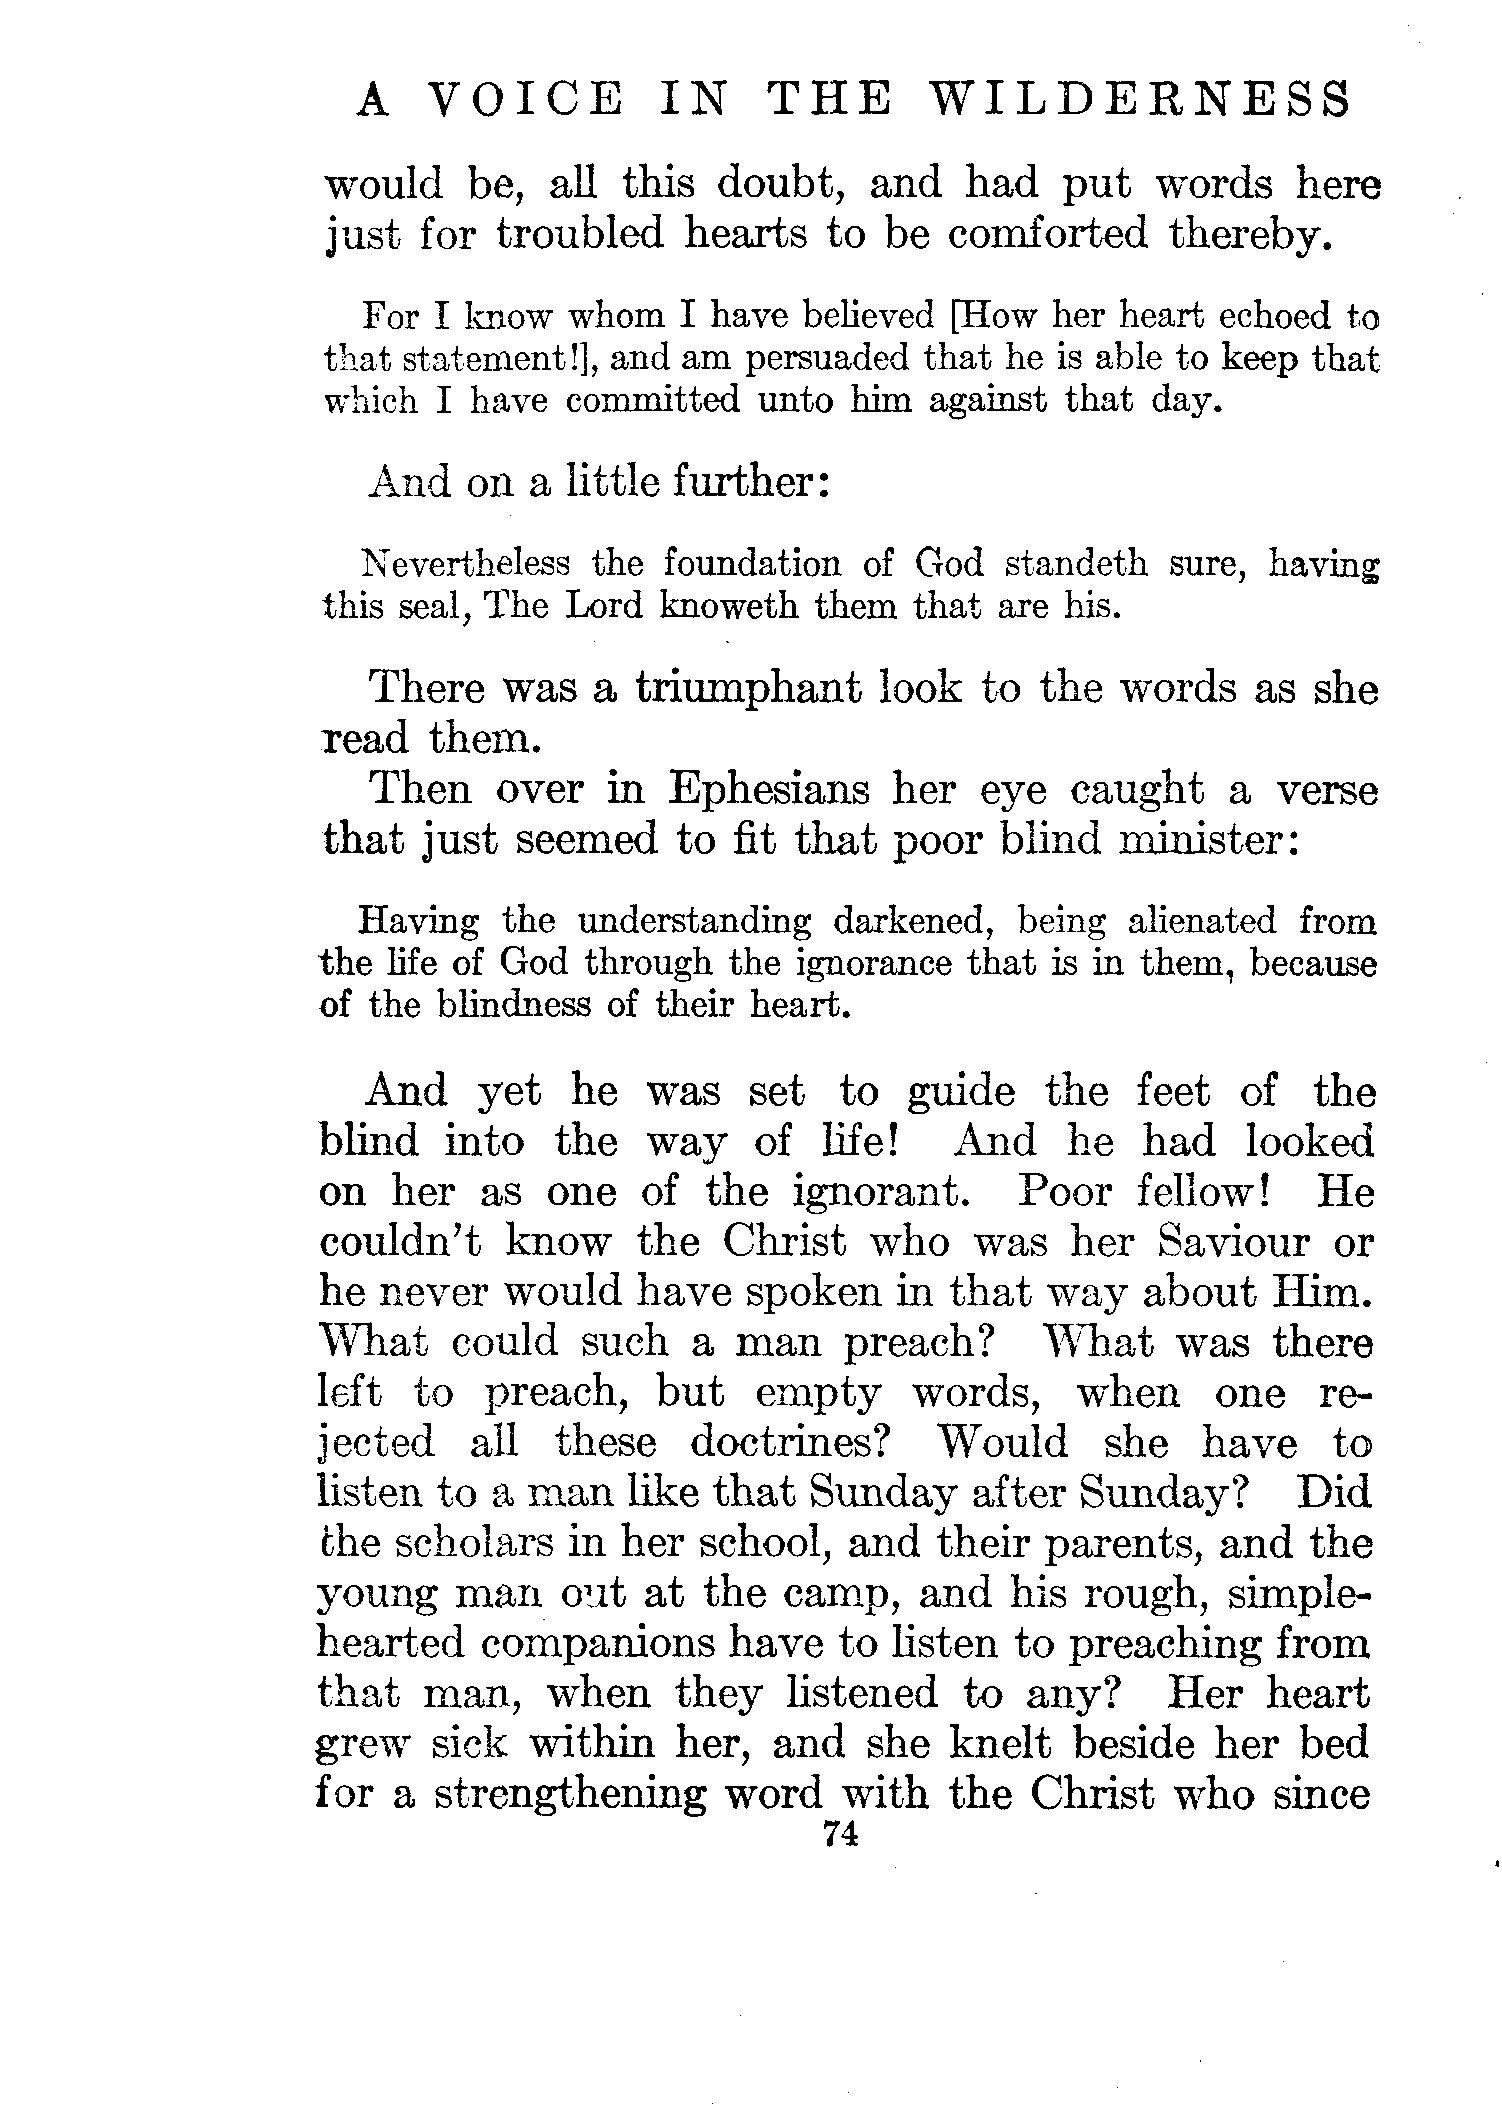 A VOICE IN THE WILDERNESS
would be, all this doubt, and had put words here
just for troubled hearts to be comforted thereby.
For I know whom I have believed [How her heart echoed to
that statement!], and am persuaded that he is able to keep that
which I have committed unto him against that day.
And on a little further:
Nevertheless the foundation of God standeth sure, having
this seal, The Lord knoweth them that are his.
There was a triumphant look to the words as she
read them.
Then over in Ephesians her eye caught a verse
that just seemed to fit that poor blind minister:
Having the understanding darkened, being alienated from
the life of God through the ignorance that is in them, because
of the blindness of their heart.
And yet he was set to guide the feet of the
blind into the way of life! And he had looked
on her as one of the ignorant. Poor fellow! He
couldn't know the Christ who was her Saviour or
he never would have spoken in that way about Him.
What could such a man preach? What was there
left to preach, but empty words, when one re-
jected all these doctrines? Would she have to
listen to a man like that Sunday after Sunday? Did
the scholars in her school, and their parents, and the
young man out at the camp, and his rough, simple-
hearted companions have to listen to preaching from
that man, when they listened to any? Her heart
grew sick within her, and she knelt beside her bed
for a strengthening word with the Christ who since
74